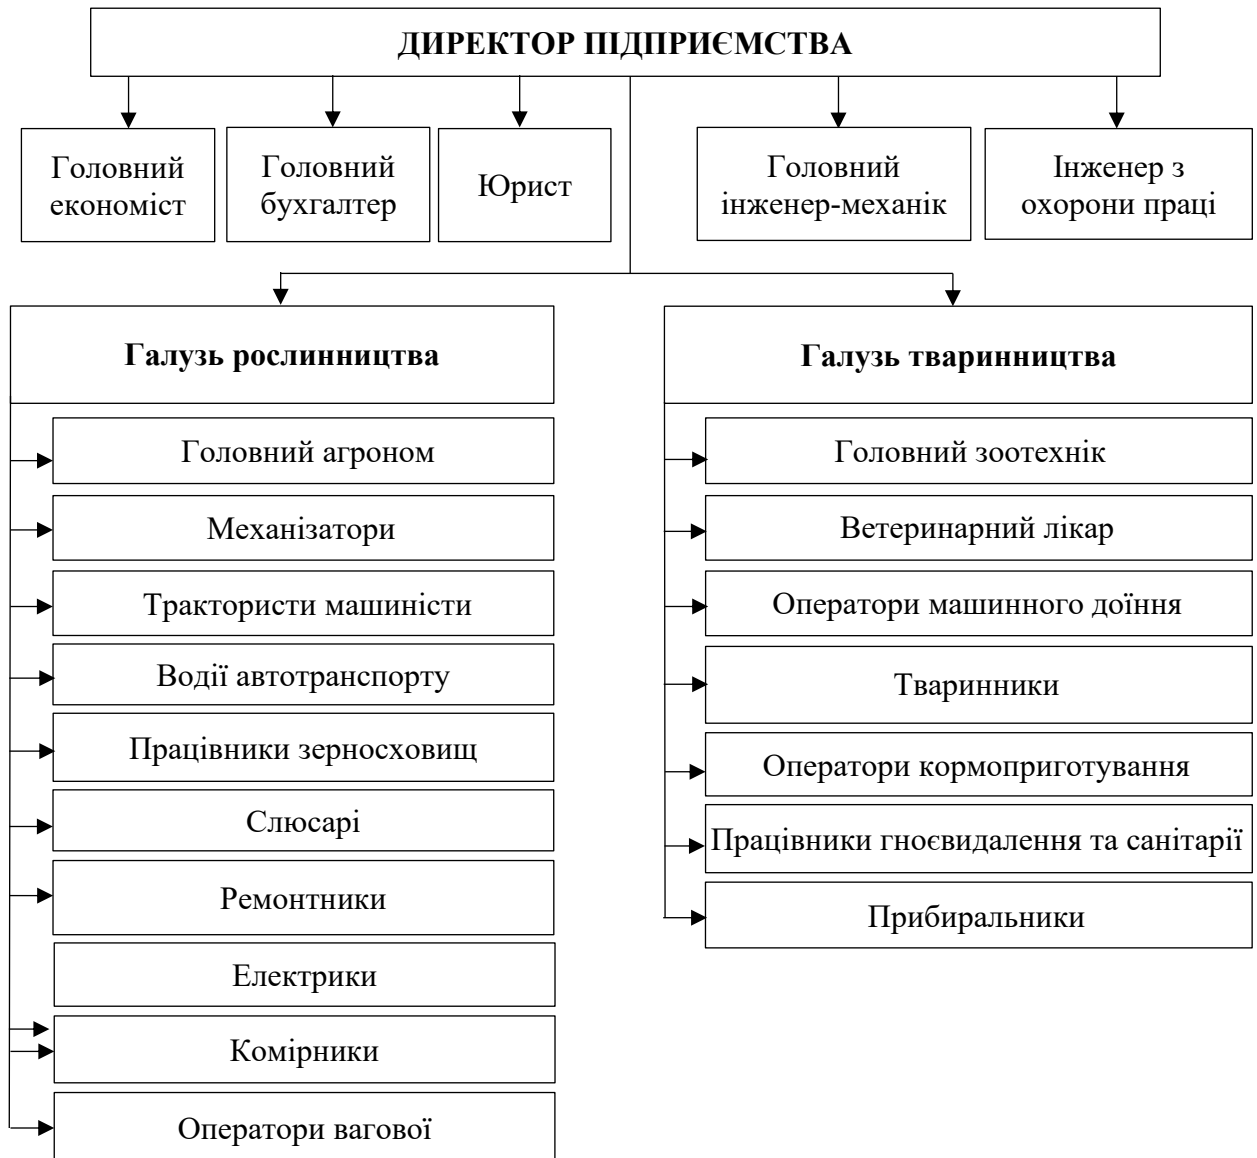 ДИРЕКТОР ПІДПРИЄМСТВА
Головний
економіст
Головний
бухгалтер
Юрист
Головний
інженер-механік
Інженер з
охорони праці
Галузь рослинництва
Головний агроном
Механізатори
Трактористи машиністи
Водії автотранспорту
Працівники зерносховищ
Слюсарі
Ремонтники
Електрики
Комірники
Оператори вагової
Галузь тваринництва
Головний зоотехнік
Ветеринарний лікар
Оператори машинного доїння
Тваринники
Оператори кормоприготування
Працівники гноєвидалення та санітарії
Прибиральники